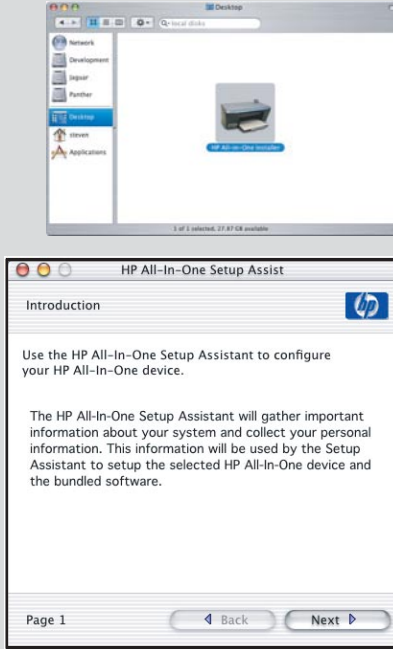 Desktop
Q- local disks
Network
Development
Jaguar
Panther
Desktop
steven
Applications
HP All-in-One Installer
1 of 1 selected, 27.87 GB available
HP All-In-One Setup Assist
Introduction
hp
Use the HP All-In-One Setup Assistant to configure
your HP All-In-One device.
The HP All-In-One Setup Assistant will gather important
information about your system and collect your personal
information. This information will be used by the Setup
Assistant to setup the selected HP All-In-One device and
the bundled software.
Page 1
Back
Next